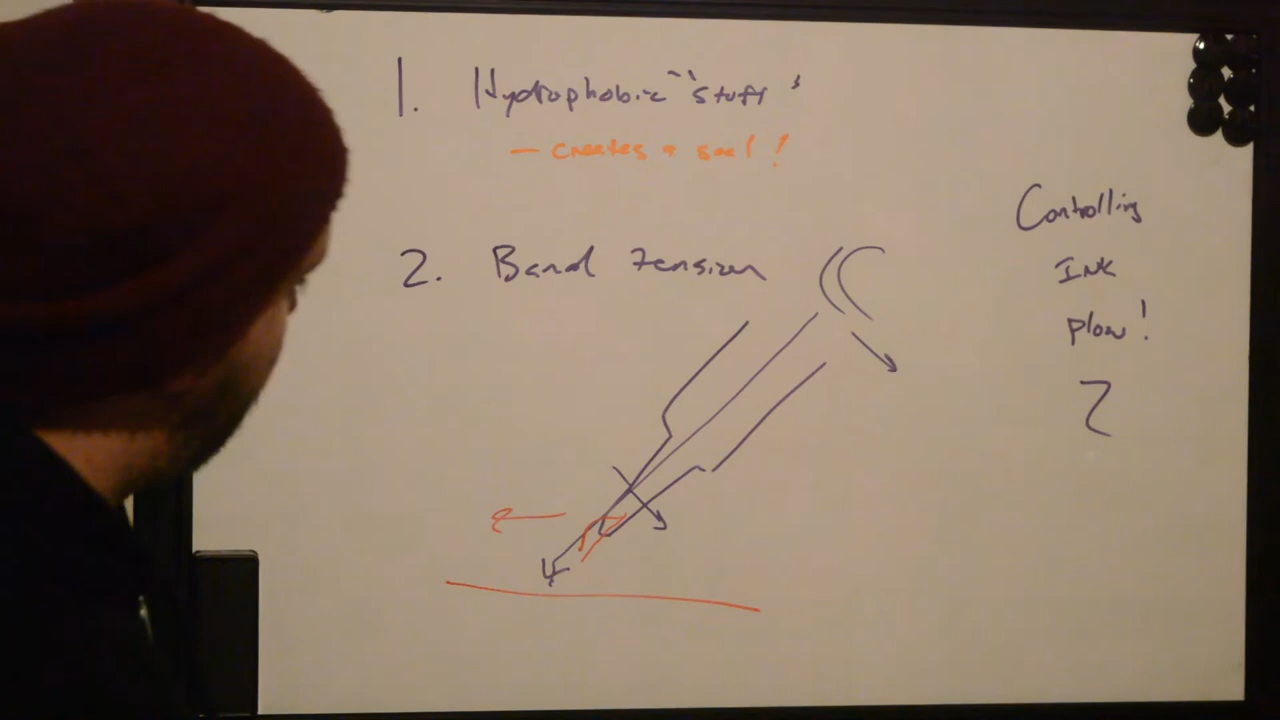 1. Hydrophobic "stuff"
— creates a seal!
2. Band tension
Controlling
Ink
flow!